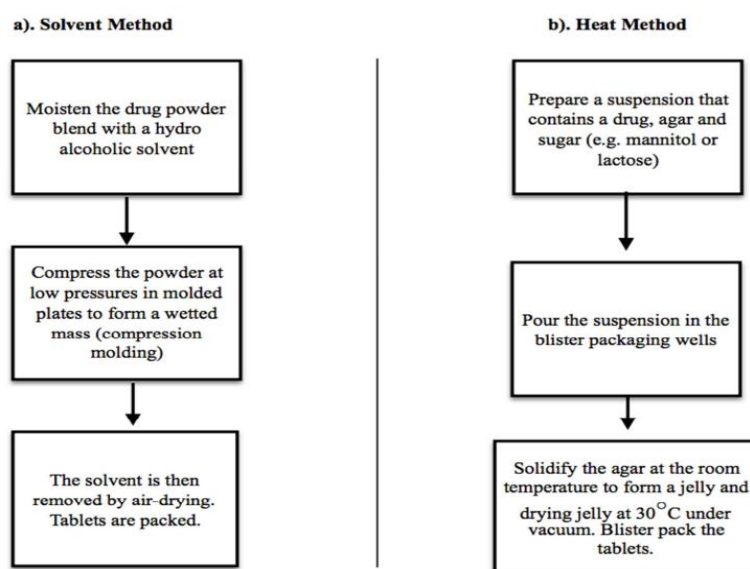 a). Solvent Method
Moisten the drug powder
blend with a hydro
alcoholic solvent
Compress the powder at
low pressures in molded
plates to form a wetted
mass (compression
molding)
The solvent is then
removed by air-drying.
Tablets are packed.
b). Heat Method
Prepare a suspension that
contains a drug, agar and
sugar (e.g. mannitol or
lactose)
Pour the suspension in the
blister packaging wells
Solidify the agar at the room
temperature to form a jelly and
drying jelly at 30°C under
vacuum. Blister pack the
tablets.